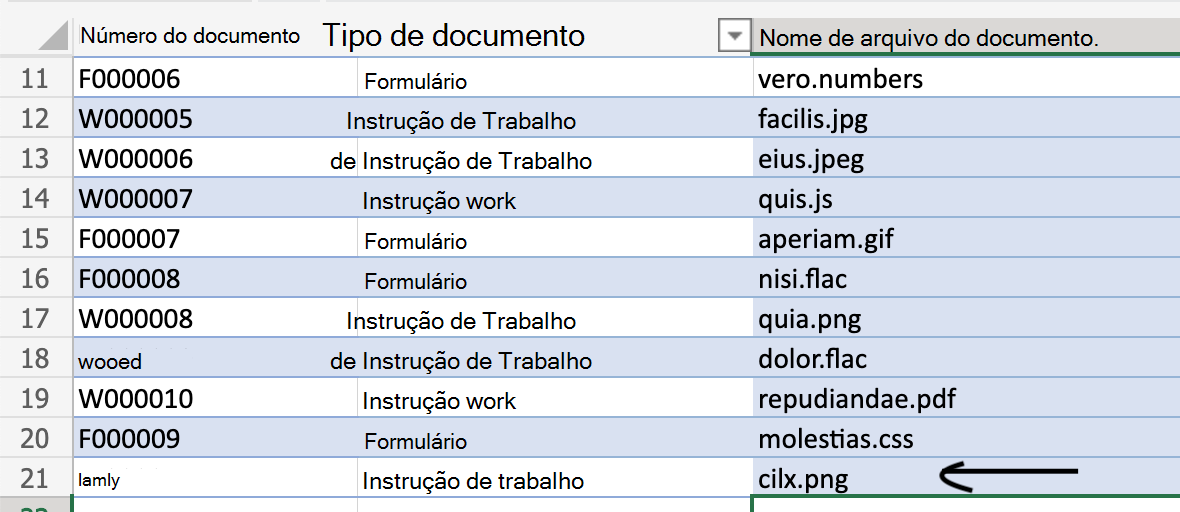 Número do documento Tipo de documento Nome de arquivo do documento.
11 F000006 Formulário vero.numbers
12 W000005 Instrução de Trabalho facilis.jpg
13 W000006 de Instrução de Trabalho eius.jpeg
14 W000007 Instrução work quis.js
15 F000007 Formulário aperiam.gif
16 F000008 Formulário nisi.flac
17 W000008 Instrução de Trabalho quia.png
18 wooed de Instrução de Trabalho dolor.flac
19 W000010 Instrução work repudiandae.pdf
20 F000009 Formulário molestias.css
21 lamly Instrução de trabalho cilx.png